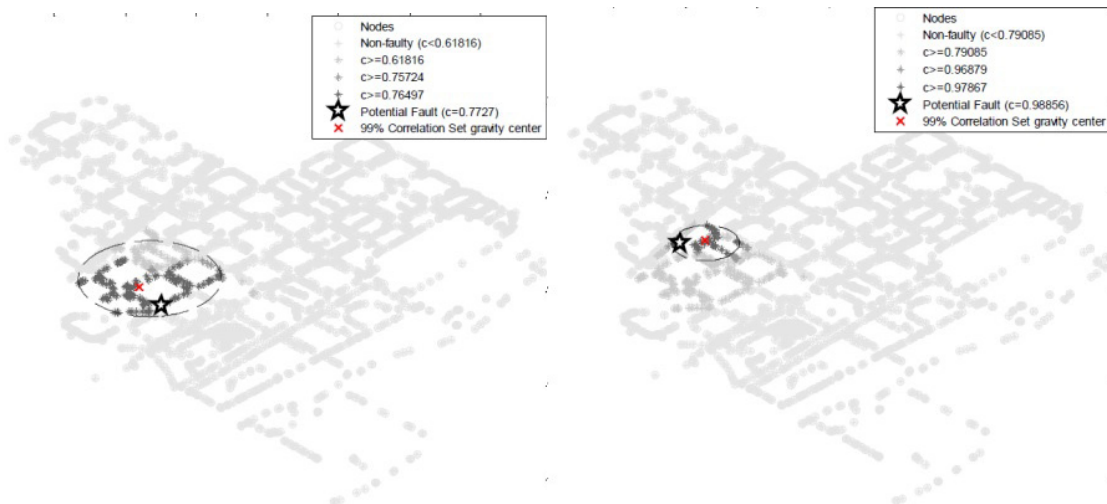 Nodes
Non-faulty (c<0.61816)
c>=0.61816
c>=0.75724
c>=0.76497
Potential Fault (c=0.7727)
99% Correlation Set gravity center
Nodes
Non-faulty (c<0.79085)
c>=0.79085
c>=0.96879
c>=0.97867
Potential Fault (c=0.98856)
99% Correlation Set gravity center